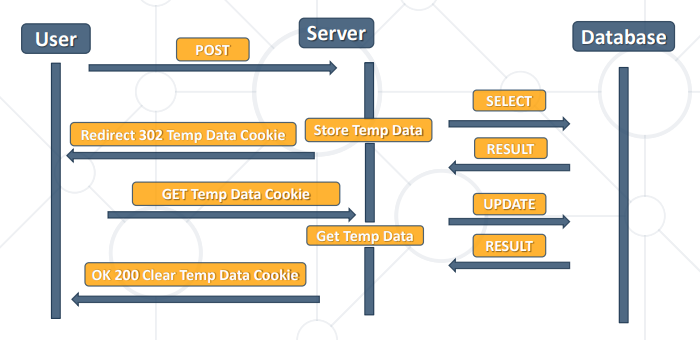 User
Server
Database
POST
SELECT
Redirect 302 Temp Data Cookie
Store Temp Data
RESULT
GET Temp Data Cookie
UPDATE
Get Temp Data
RESULT
OK 200 Clear Temp Data Cookie